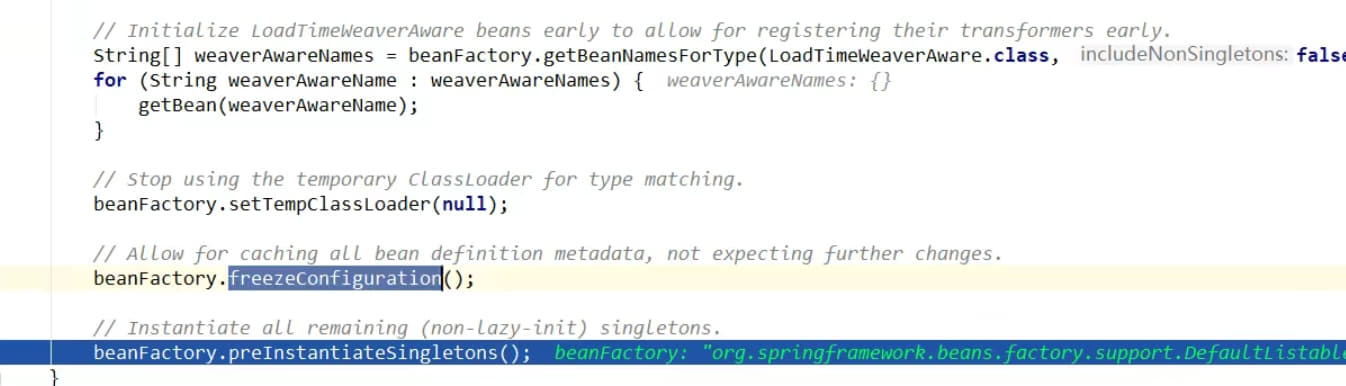 // Initialize LoadTimeWeaverAware beans early to allow for registering their transformers early.
String[] weaverAwareNames = beanFactory.getBeanNamesForType(LoadTimeWeaverAware.class, includeNonSingletons: false
for (String weaverAwareName : weaverAwareNames) { weaverAwareNames: {}
getBean(weaverAwareName);
}
// Stop using the temporary ClassLoader for type matching.
beanFactory.setTempClassLoader(null);
// Allow for caching all bean definition metadata, not expecting further changes.
beanFactory.freezeConfiguration();
// Instantiate all remaining (non-lazy-init) singletons.
beanFactory.preInstantiateSingletons(); beanFactory: "org.springframework.beans.factory.support.DefaultListable
}